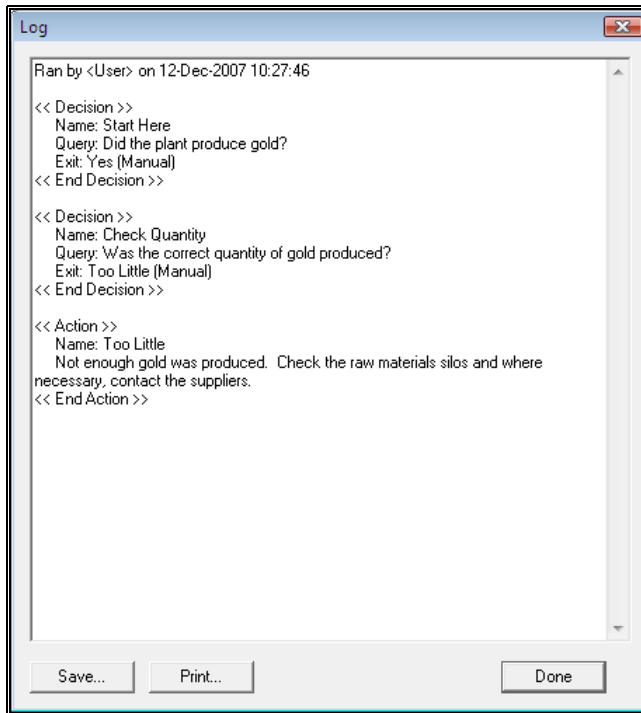 Log
Ran by <User> on 12-Dec-2007 10:27:46
<< Decision >>
Name: Start Here
Query: Did the plant produce gold?
Exit: Yes (Manual)
<< End Decision >>
<< Decision >>
Name: Check Quantity
Query: Was the correct quantity of gold produced?
Exit: Too Little (Manual)
<< End Decision >>
<< Action >>
Name: Too Little
Not enough gold was produced.  Check the raw materials silos and where
necessary, contact the suppliers.
<< End Action >>
Save... Print... Done